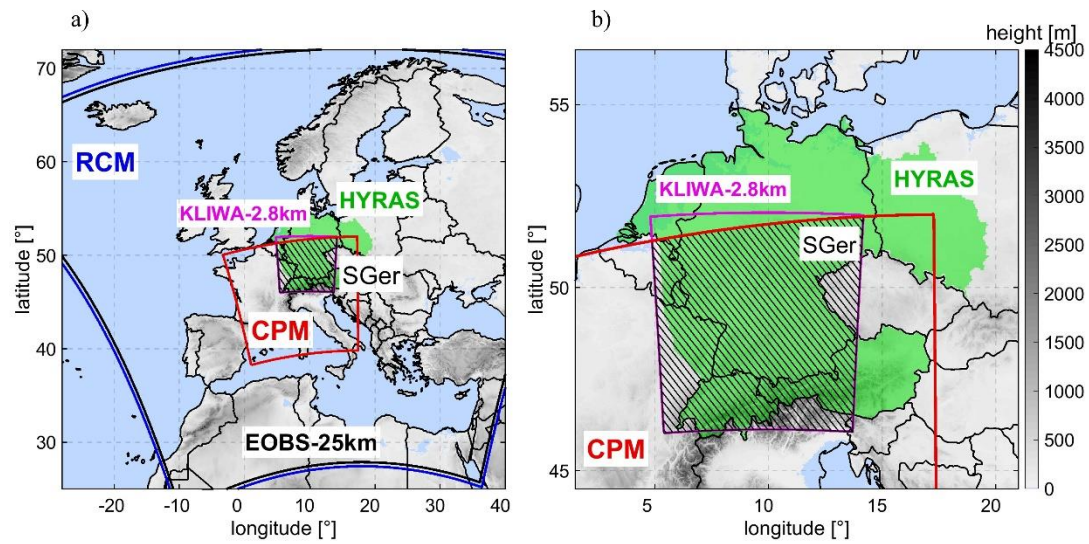 a)
70
60
50
40
30
latitude [°]
-20
-10
0
10
20
30
40
longitude [°]
RCM
KLIWA-2.8km
HYRAS
SGer
CPM
EOBS-25km
b)
55
50
45
latitude [°]
5
10
15
20
longitude [°]
KLIWA-2.8km
HYRAS
SGer
CPM
height [m]
4500
4000
3500
3000
2500
2000
1500
1000
500
0